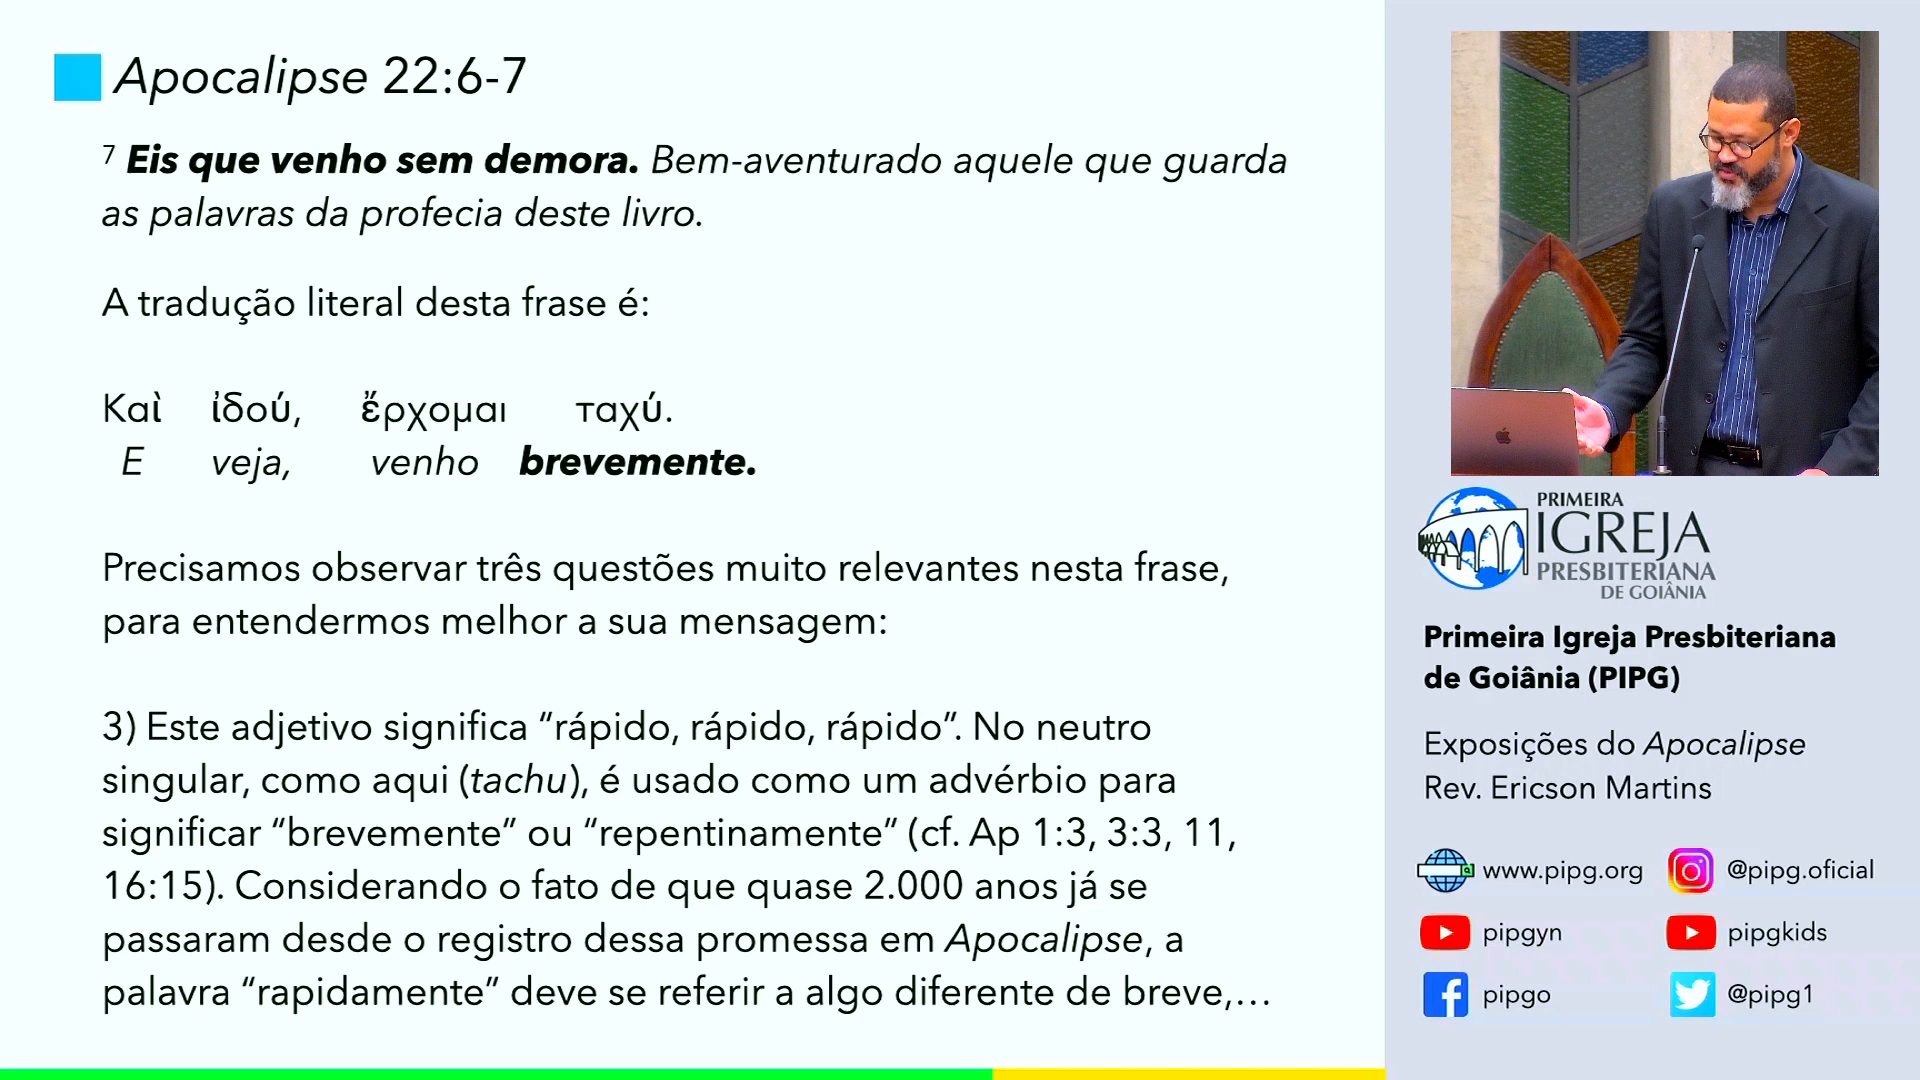 Apocalipse 22:6-7
7 Eis que venho sem demora. Bem-aventurado aquele que guarda
as palavras da profecia deste livro.
A tradução literal desta frase é:
Καὶ ἰδού, ἔρχομαι ταχύ.
E veja, venho brevemente.
Precisamos observar três questões muito relevantes nesta frase,
para entendermos melhor a sua mensagem:
3) Este adjetivo significa “rápido, rápido, rápido”. No neutro
singular, como aqui (tachu), é usado como um advérbio para
significar “brevemente” ou “repentinamente” (cf. Ap 1:3, 3:3, 11,
16:15). Considerando o fato de que quase 2.000 anos já se
passaram desde o registro dessa promessa em Apocalipse, a
palavra “rapidamente” deve se referir a algo diferente de breve,…
PRIMEIRA
IGREJA
PRESBITERIANA
DE GOIÂNIA
Primeira Igreja Presbiteriana
de Goiânia (PIPG)
Exposições do Apocalipse
Rev. Ericson Martins
www.pipg.org @pipg.oficial
pipgyn pipgkids
pipgo @pipg1